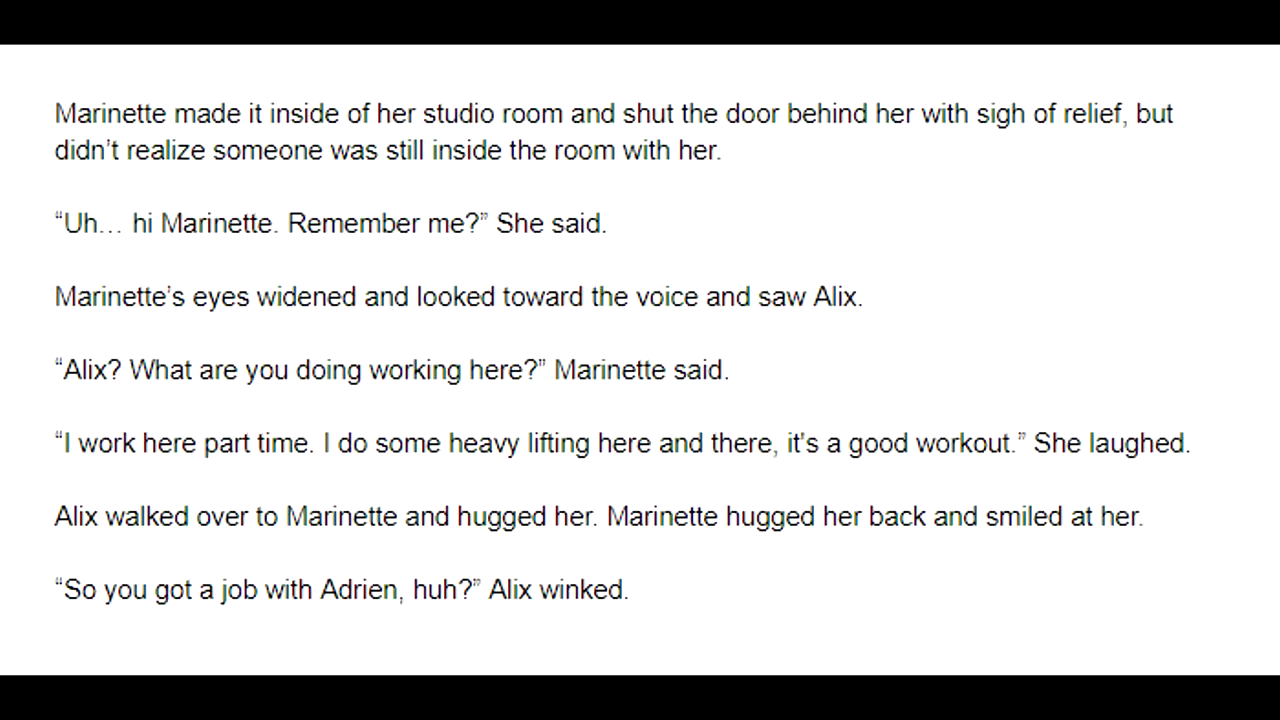 Marinette made it inside of her studio room and shut the door behind her with sigh of relief, but
didn’t realize someone was still inside the room with her.
“Uh… hi Marinette. Remember me?” She said.
Marinette’s eyes widened and looked toward the voice and saw Alix.
“Alix? What are you doing working here?” Marinette said.
“I work here part time. I do some heavy lifting here and there, it’s a good workout.” She laughed.
Alix walked over to Marinette and hugged her. Marinette hugged her back and smiled at her.
“So you got a job with Adrien, huh?” Alix winked.